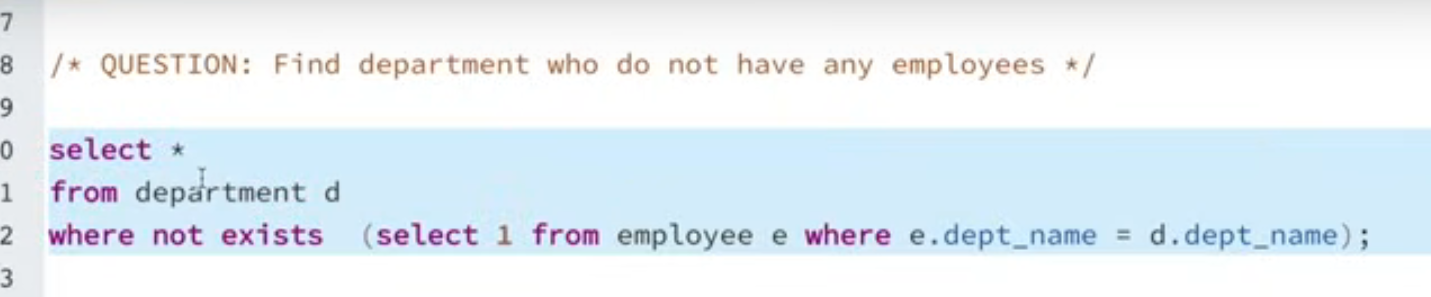 7
8 /* QUESTION: Find department who do not have any employees */
9
0 select *
1 from department d
2 where not exists  (select 1 from employee e where e.dept_name = d.dept_name);
3